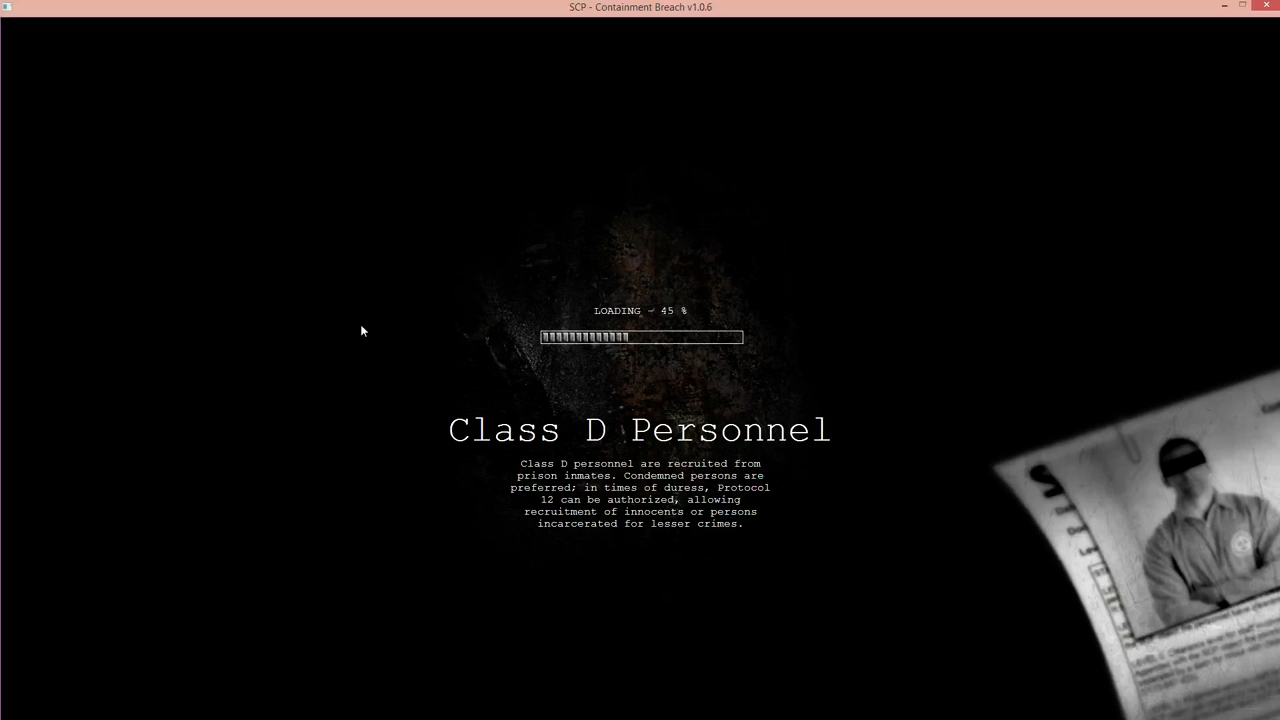 SCP - Containment Breach v1.0.6
LOADING - 45 %
Class D Personnel
Class D personnel are recruited from
prison inmates. Condemned persons are
preferred; in times of duress, Protocol
12 can be authorized, allowing
recruitment of innocents or persons
incarcerated for lesser crimes.